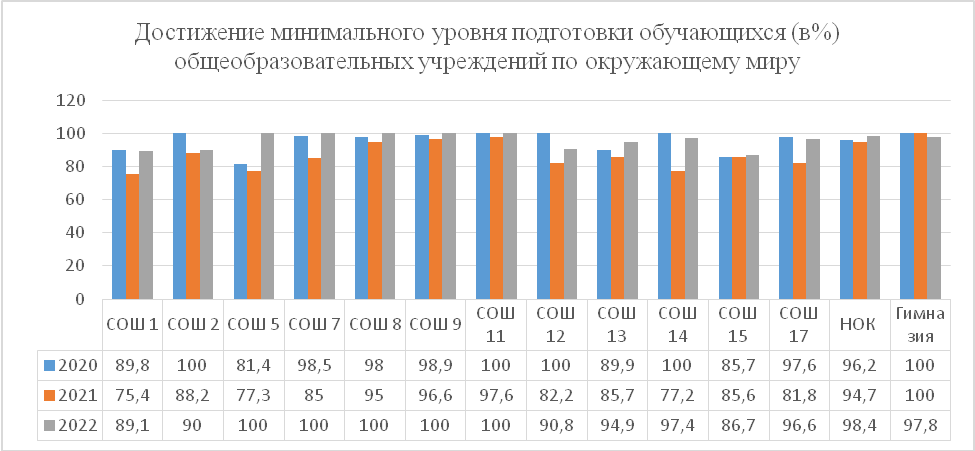 Достижение минимального уровня подготовки обучающихся (в%)
общеобразовательных учреждений по окружающему миру
120
100
80
60
40
20
0
СОШ 1 СОШ 2 СОШ 5 СОШ 7 СОШ 8 СОШ 9 СОШ 11 СОШ 12 СОШ 13 СОШ 14 СОШ 15 СОШ 17 НОК Гимназия
2020 89,8 100 81,4 98,5 98 98,9 100 100 89,9 100 85,7 97,6 96,2 100
2021 75,4 88,2 77,3 85 95 96,6 97,6 82,2 85,7 77,2 85,6 81,8 94,7 100
2022 89,1 90 100 100 100 100 100 90,8 94,9 97,4 86,7 96,6 98,4 97,8